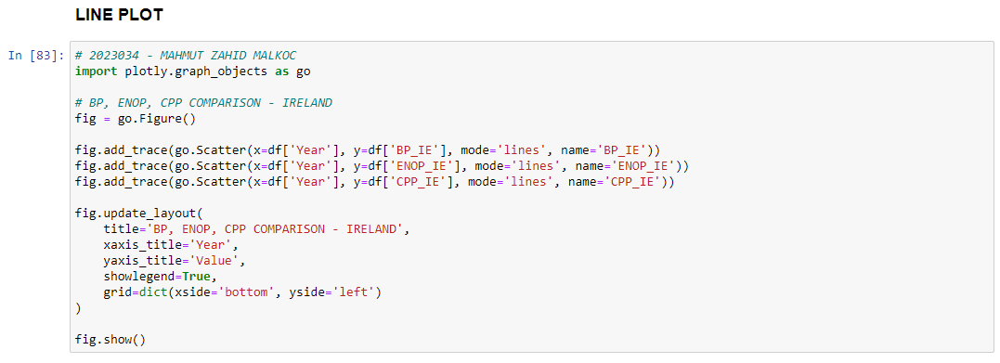 LINE PLOT
In [83]:
# 2023034 - MAHMUT ZAHID MALKOC
import plotly.graph_objects as go

# BP, ENOP, CPP COMPARISON - IRELAND
fig = go.Figure()

fig.add_trace(go.Scatter(x=df['Year'], y=df['BP_IE'], mode='lines', name='BP_IE'))
fig.add_trace(go.Scatter(x=df['Year'], y=df['ENOP_IE'], mode='lines', name='ENOP_IE'))
fig.add_trace(go.Scatter(x=df['Year'], y=df['CPP_IE'], mode='lines', name='CPP_IE'))

fig.update_layout(
    title='BP, ENOP, CPP COMPARISON - IRELAND',
    xaxis_title='Year',
    yaxis_title='Value',
    showlegend=True,
    grid=dict(xside='bottom', yside='left')
)

fig.show()